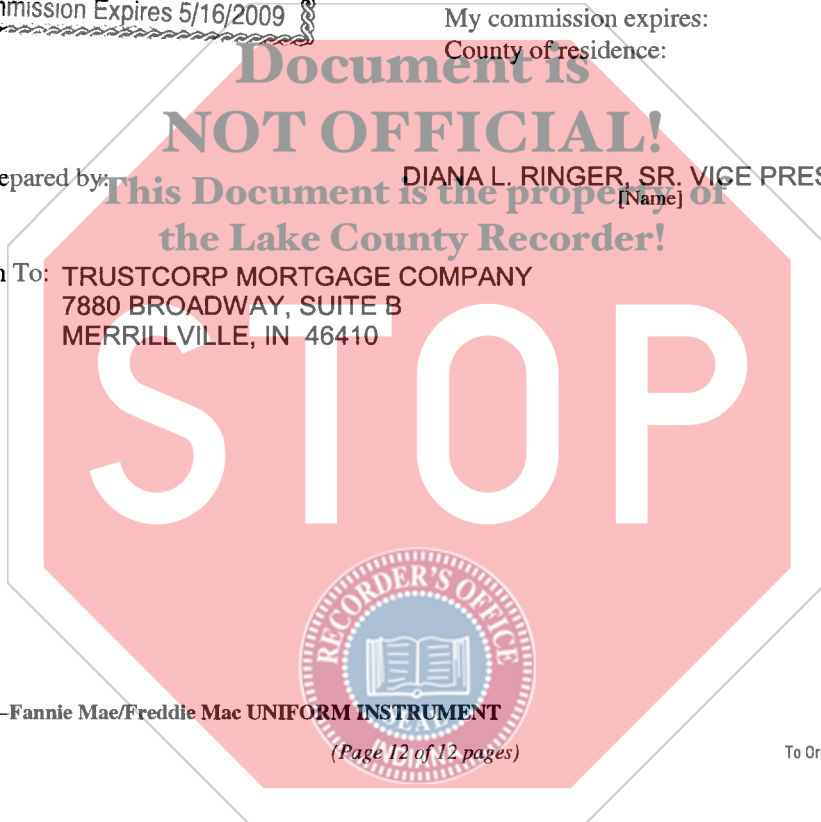 mmission Expires 5/16/2009
My commission expires:
County of residence:
Document is
NOT OFFICIAL!
epared by:
DIANA L. RINGER, SR. VICE PRES
[Name]
This Document is the property of
the Lake County Recorder!
n To: TRUSTCORP MORTGAGE COMPANY
7880 BROADWAY, SUITE B
MERRILLVILLE, IN 46410
STOP
RECORDER'S OFFICE
SEAL
INDIANA
–Fannie Mae/Freddie Mac UNIFORM INSTRUMENT
(Page 12 of 12 pages)
To Or